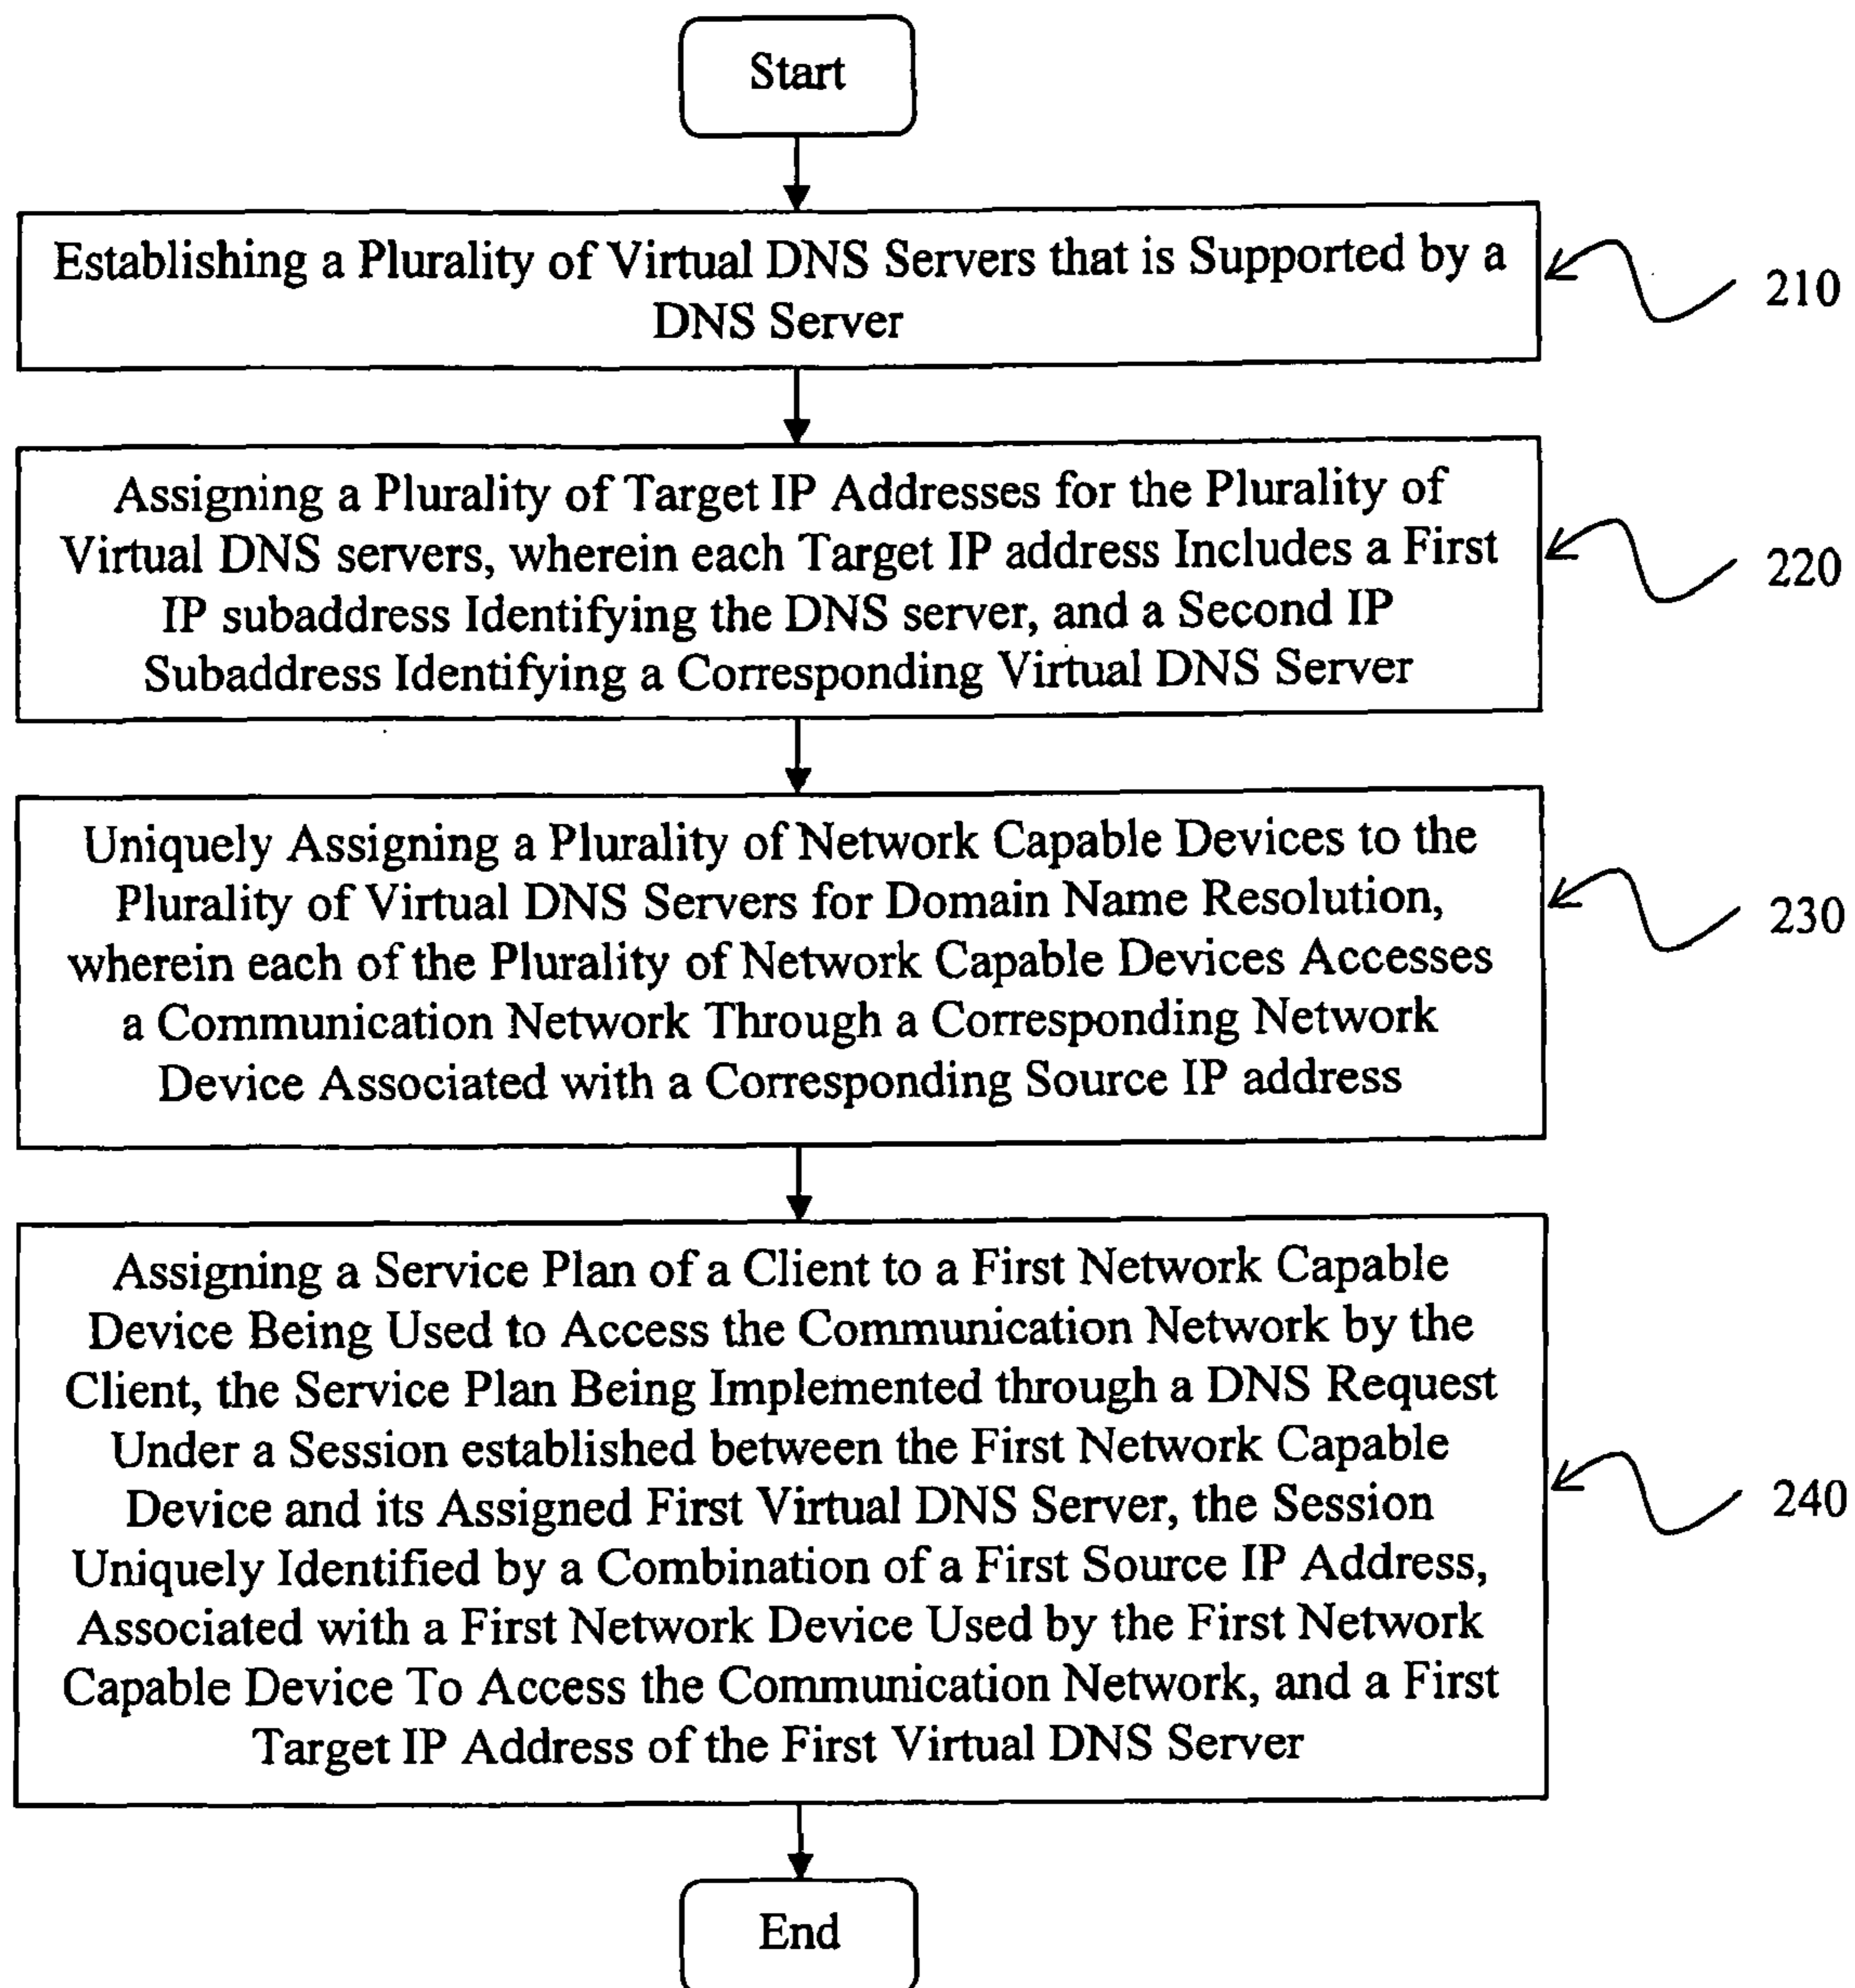 Start
Establishing a Plurality of Virtual DNS Servers that is Supported by a
DNS Server
210
Assigning a Plurality of Target IP Addresses for the Plurality of
Virtual DNS servers, wherein each Target IP address Includes a First
IP subaddress Identifying the DNS server, and a Second IP
Subaddress Identifying a Corresponding Virtual DNS Server
220
Uniquely Assigning a Plurality of Network Capable Devices to the
Plurality of Virtual DNS Servers for Domain Name Resolution,
wherein each of the Plurality of Network Capable Devices Accesses
a Communication Network Through a Corresponding Network
Device Associated with a Corresponding Source IP address
230
Assigning a Service Plan of a Client to a First Network Capable
Device Being Used to Access the Communication Network by the
Client, the Service Plan Being Implemented through a DNS Request
Under a Session established between the First Network Capable
Device and its Assigned First Virtual DNS Server, the Session
Uniquely Identified by a Combination of a First Source IP Address,
Associated with a First Network Device Used by the First Network
Capable Device To Access the Communication Network, and a First
Target IP Address of the First Virtual DNS Server
240
End